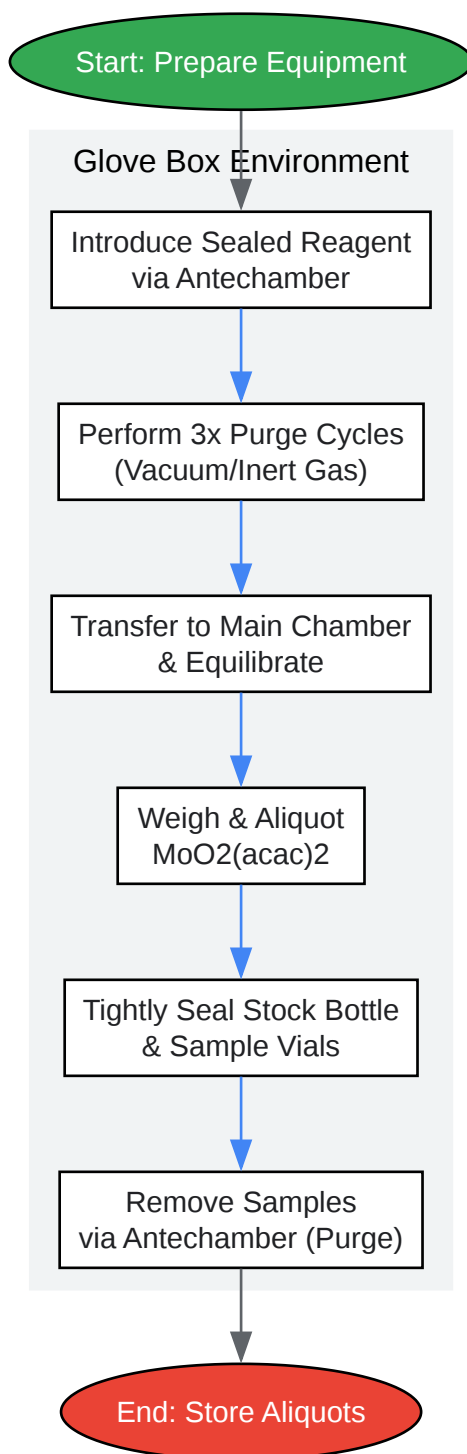 Start: Prepare Equipment
Glove Box Environment
Introduce Sealed Reagent
via Antechamber
Perform 3x Purge Cycles
(Vacuum/Inert Gas)
Transfer to Main Chamber
& Equilibrate
Weigh & Aliquot
MoO2(acac)2
Tightly Seal Stock Bottle
& Sample Vials
Remove Samples
via Antechamber (Purge)
End: Store Aliquots